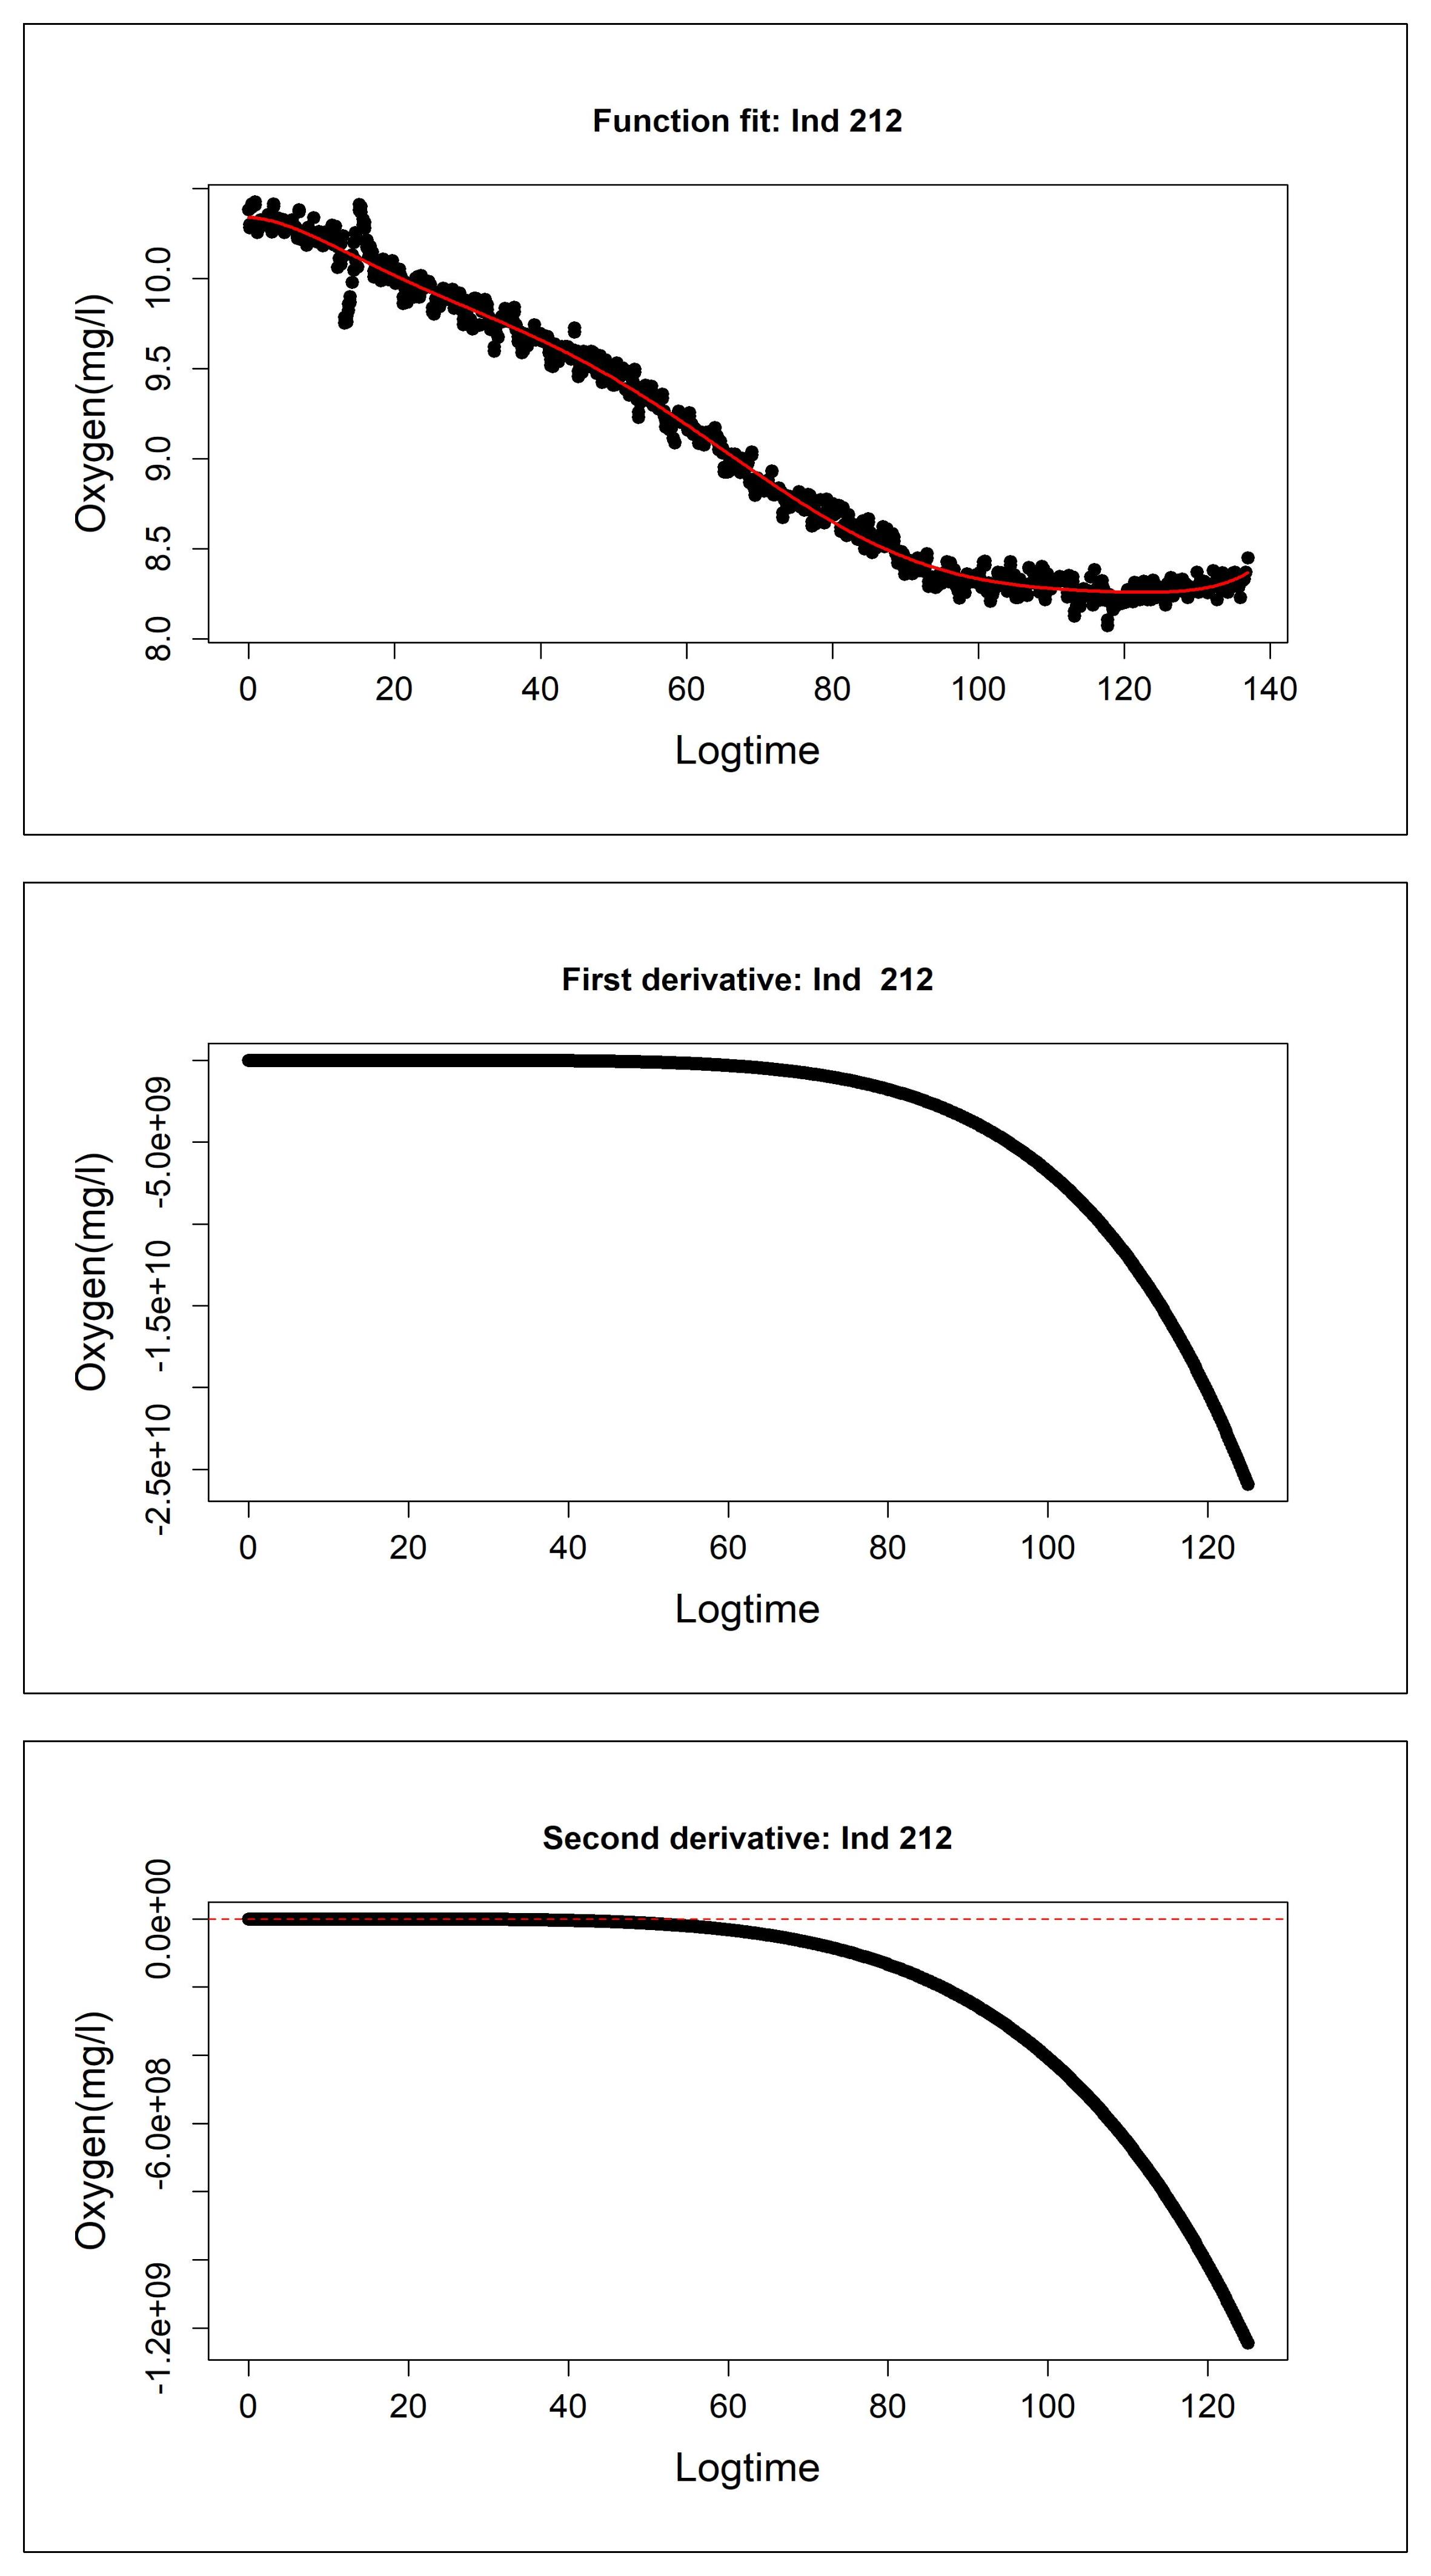 Function fit: Ind 212
Oxygen(mg/l)
10.0
9.5
9.0
8.5
8.0
0 20 40 60 80 100 120 140
Logtime
First derivative: Ind  212
Oxygen(mg/l)
-5.0e+09
-1.5e+10
-2.5e+10
0 20 40 60 80 100 120
Logtime
Second derivative: Ind 212
Oxygen(mg/l)
0.0e+00
-6.0e+08
-1.2e+09
0 20 40 60 80 100 120
Logtime